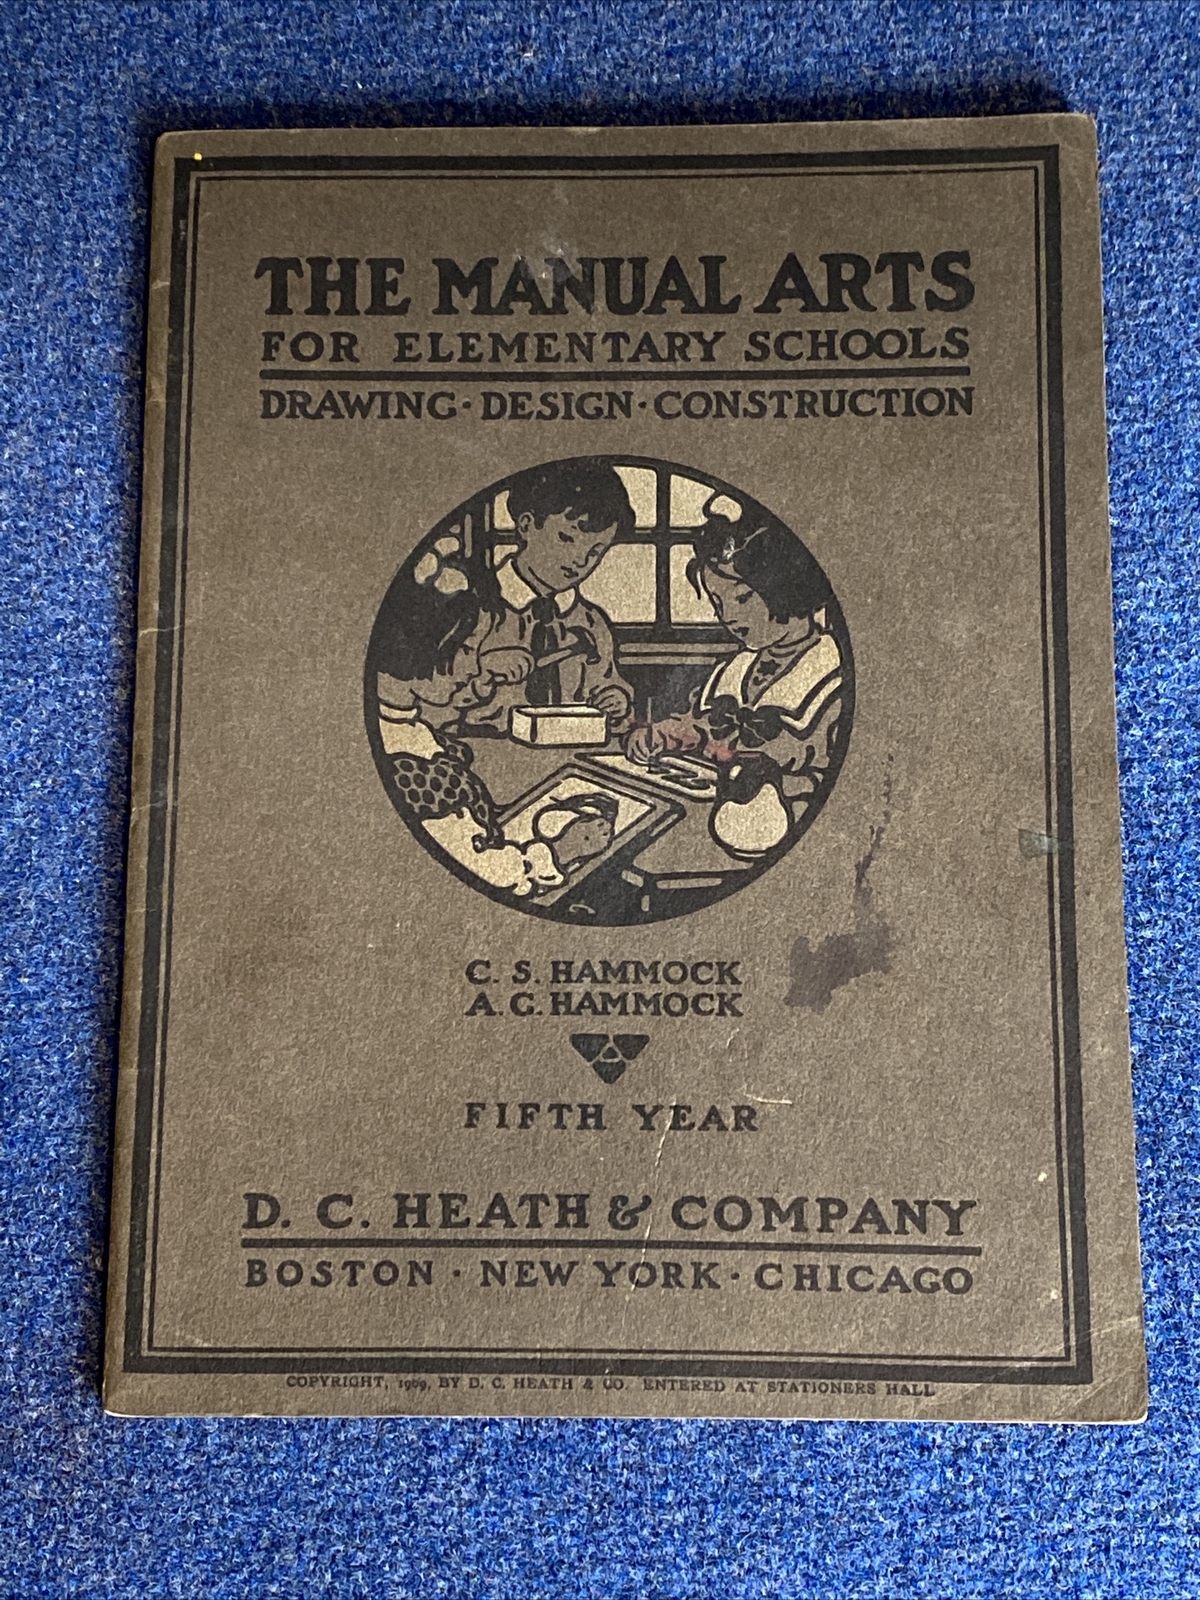 THE MANUAL ARTS
FOR ELEMENTARY SCHOOLS
DRAWING · DESIGN · CONSTRUCTION
C. S. HAMMOCK
A. G. HAMMOCK
FIFTH YEAR
D. C. HEATH & COMPANY
BOSTON · NEW YORK · CHICAGO
COPYRIGHT, 1909, BY D. C. HEATH & CO. ENTERED AT STATIONERS HALL